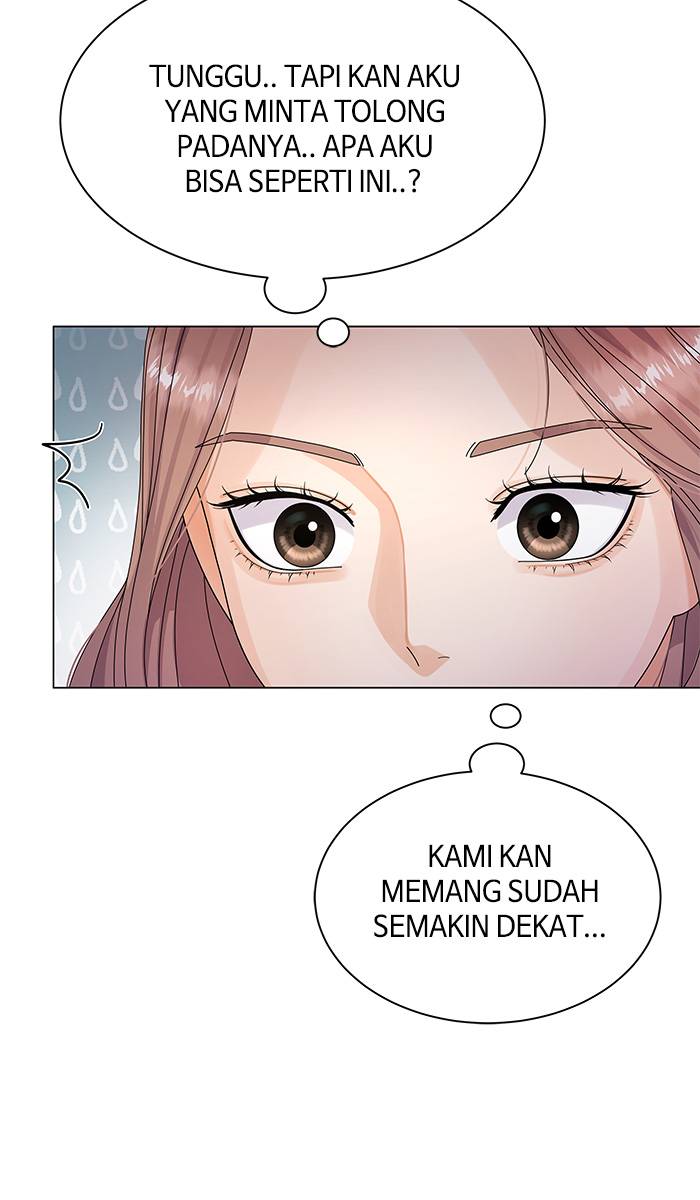 TUNGGU.. TAPI KAN AKU
YANG MINTA TOLONG
PADANYA.. APA AKU
BISA SEPERTI INI..?
KAMI KAN
MEMANG SUDAH
SEMAKIN DEKAT...